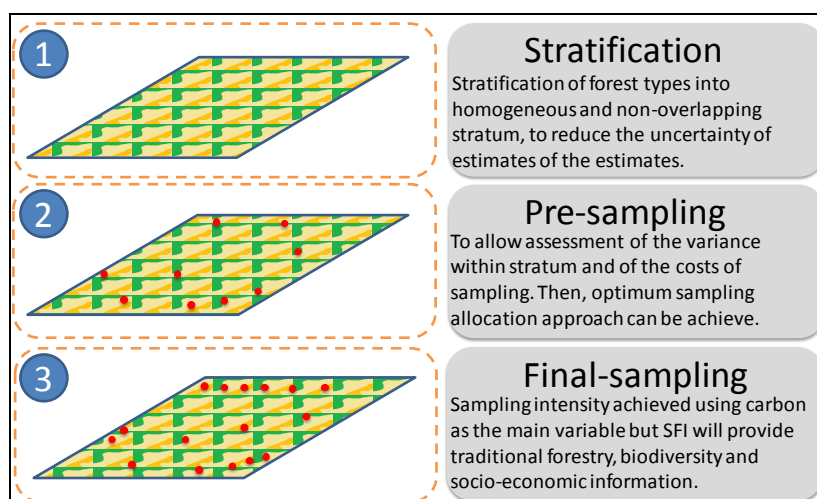 1
Stratification
Stratification of forest types into
homogeneous and non-overlapping
stratum, to reduce the uncertainty of
estimates of the estimates.
2
Pre-sampling
To allow assessment of the variance
within stratum and of the costs of
sampling. Then, optimum sampling
allocation approach can be achieve.
3
Final-sampling
Sampling intensity achieved using carbon
as the main variable but SFI will provide
traditional forestry, biodiversity and
socio-economic information.